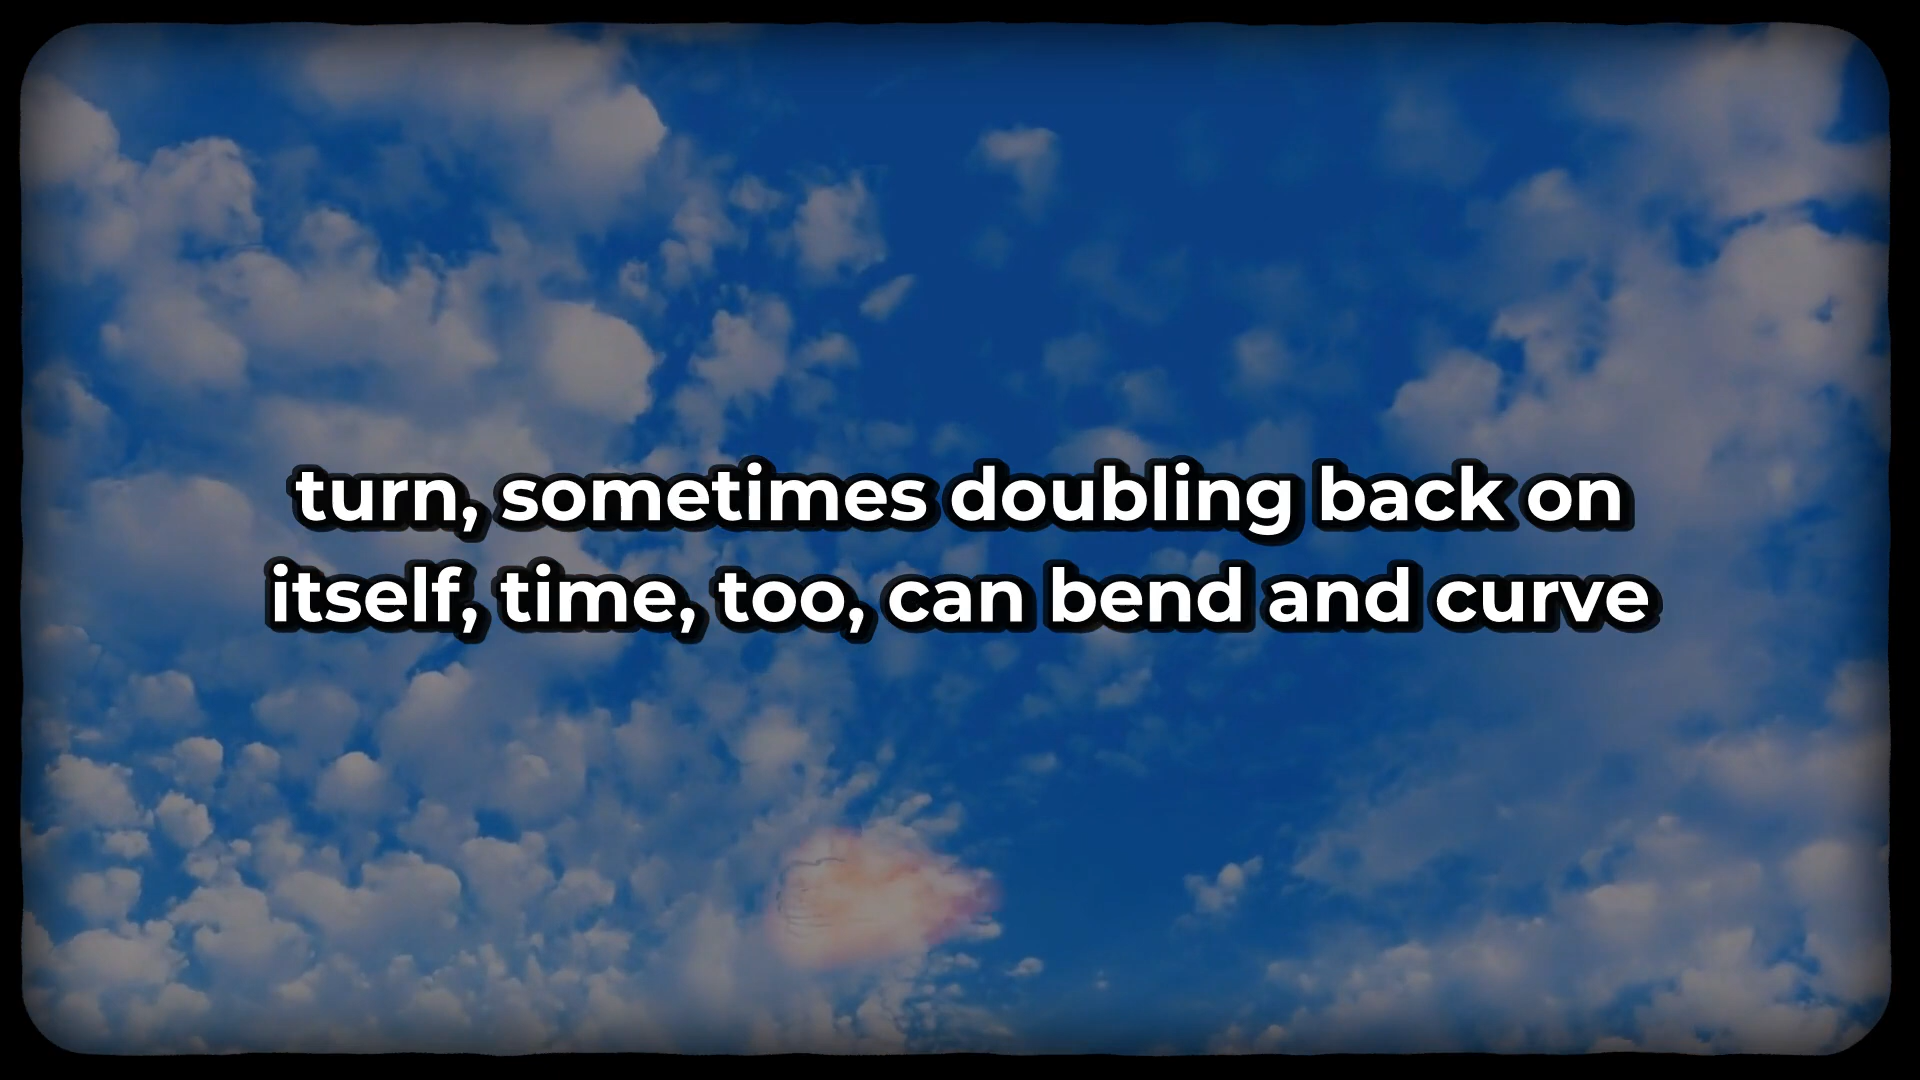 turn, sometimes doubling back on
itself, time, too, can bend and curve